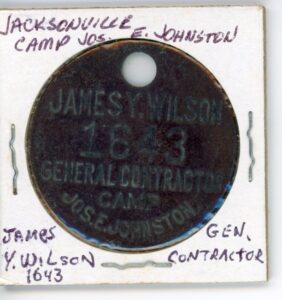 JACKSONVILLE
CAMP JOS. E. JOHNSTON
JAMES Y. WILSON
1643
GENERAL CONTRACTOR
CAMP
JOS. E. JOHNSTON
JAMES
Y. WILSON
1643
GEN.
CONTRACTOR